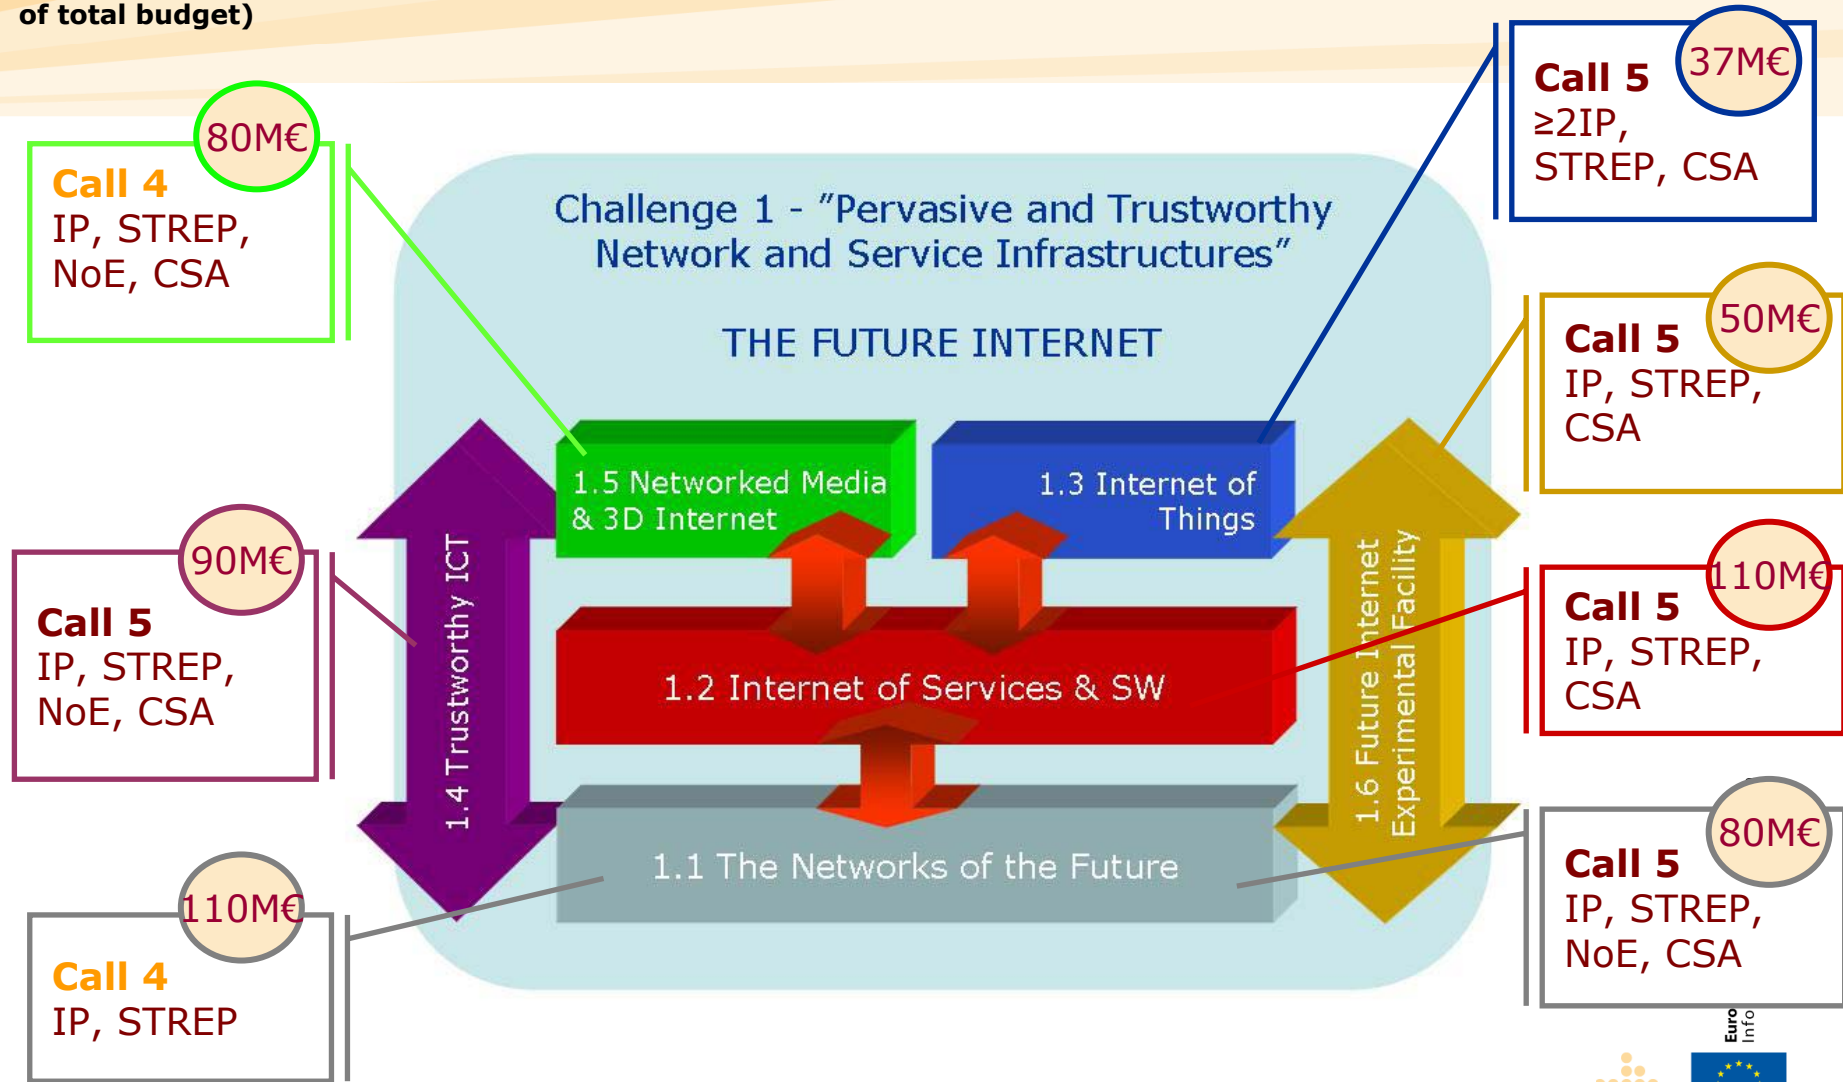 of total budget)
37M€
Call 5
≥2IP,
STREP, CSA
80M€
Call 4
IP, STREP,
NoE, CSA
Challenge 1 - ”Pervasive and Trustworthy
Network and Service Infrastructures”
THE FUTURE INTERNET
50M€
Call 5
IP, STREP,
CSA
1.5 Networked Media
& 3D Internet
1.3 Internet of
Things
90M€
Call 5
IP, STREP,
NoE, CSA
1.4 Trustworthy ICT
1.6 Future Internet
Experimental Facility
110M€
Call 5
IP, STREP,
CSA
1.2 Internet of Services & SW
1.1 The Networks of the Future
110M€
Call 4
IP, STREP
80M€
Call 5
IP, STREP,
NoE, CSA
Euro
Info